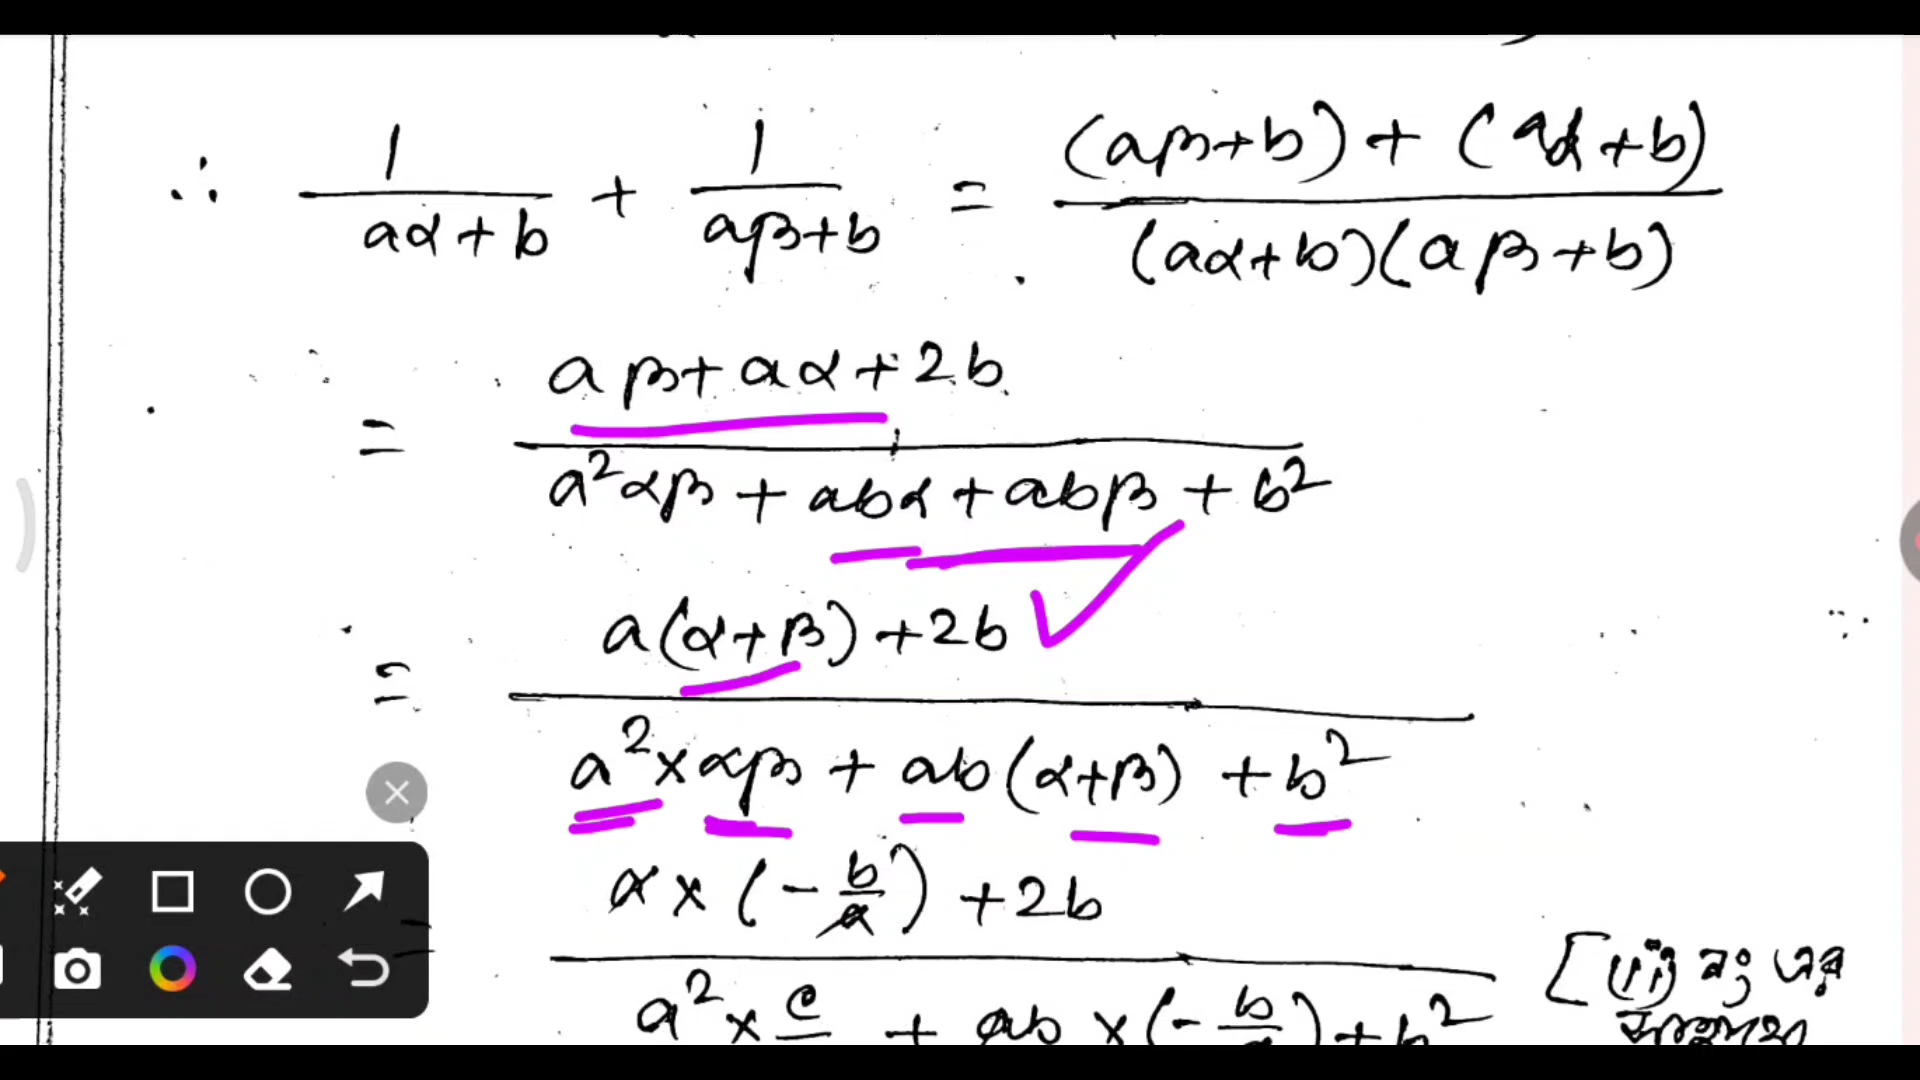 ∴ 1/(aα+b) + 1/(aβ+b) = ((aβ+b)+(aα+b))/((aα+b)(aβ+b))
= (aβ+aα+2b)/(a²αβ+abα+abβ+b²)
= (a(α+β)+2b)/(a²×αβ+ab(α+β)+b²)
= (a×(-b/a)+2b)/(a²×c/ + ab×(-b/a)+b²) [(ii) নং